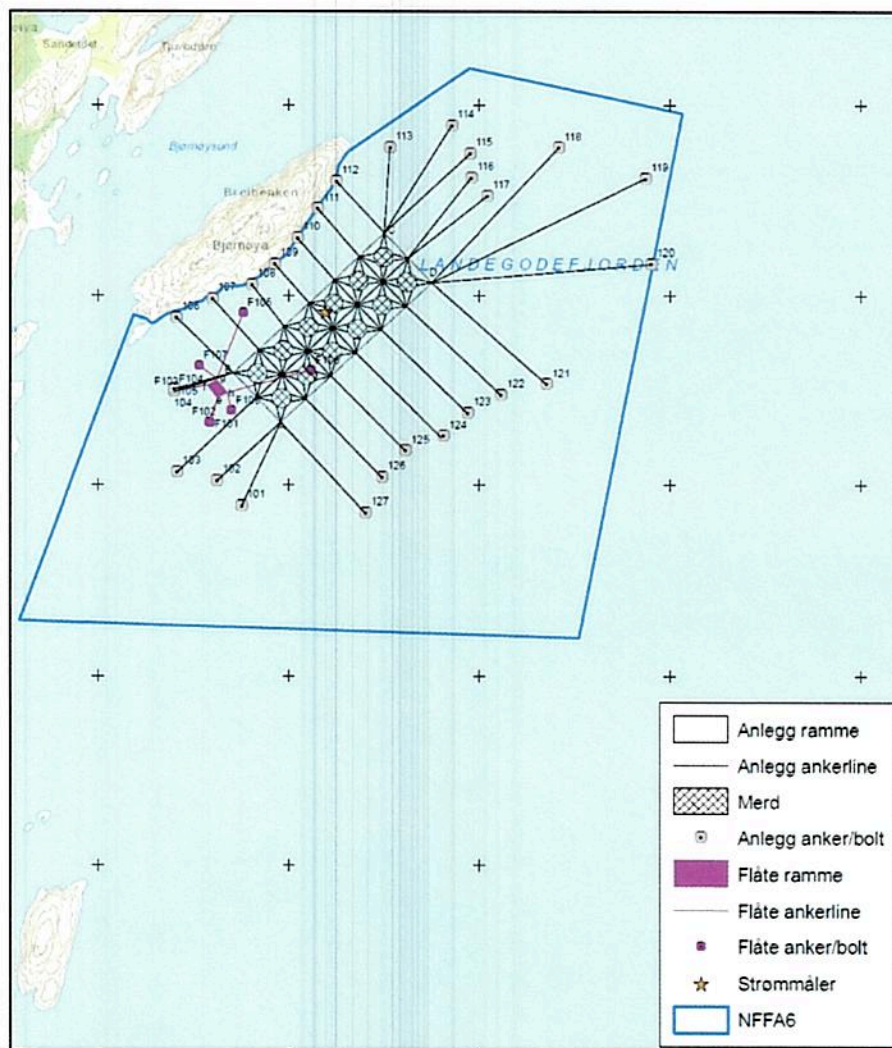 Sandetoet
Bjørnøysund
Breibenken
Bjørnøya
LANDEGODEFJORDEN
113
114
115
116
117
118
119
120
112
111
110
109
108
107
106
F106
F107
F104
105
104
F102
F101
103
102
101
C
D
121
122
123
124
125
126
127
Anlegg ramme
Anlegg ankerline
Merd
Anlegg anker/bolt
Flåte ramme
Flåte ankerline
Flåte anker/bolt
Strømmåler
NFFA6